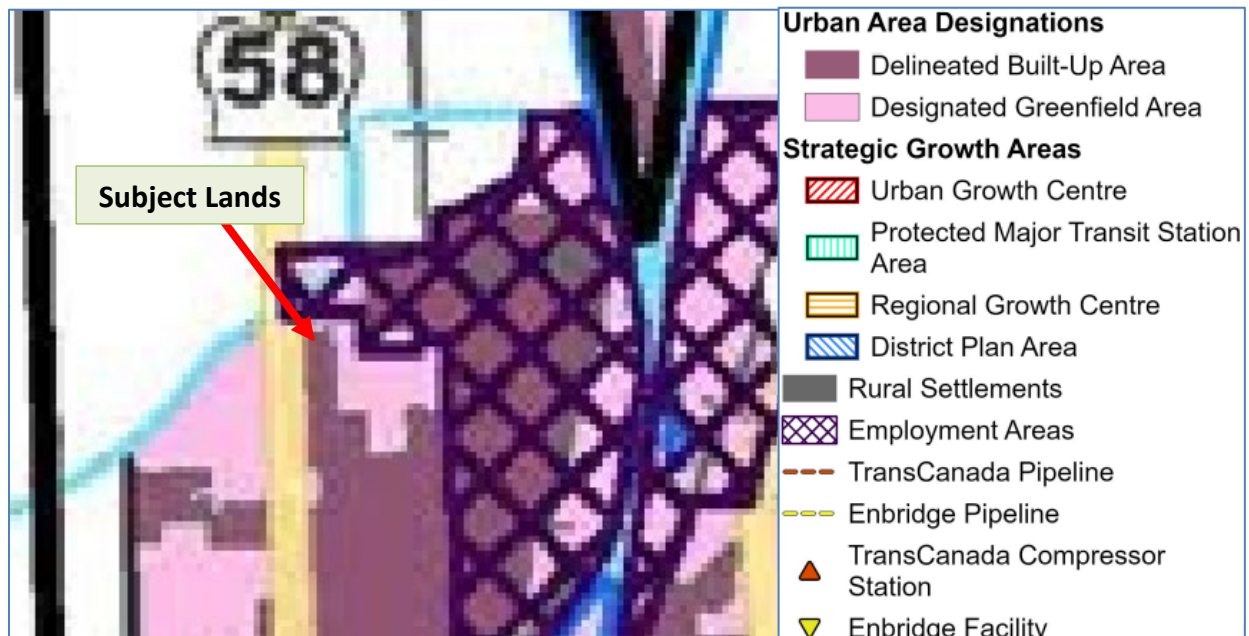 58
Subject Lands
Urban Area Designations
Delineated Built-Up Area
Designated Greenfield Area
Strategic Growth Areas
Urban Growth Centre
Protected Major Transit Station
Area
Regional Growth Centre
District Plan Area
Rural Settlements
Employment Areas
TransCanada Pipeline
Enbridge Pipeline
TransCanada Compressor
Station
Enbridge Facility